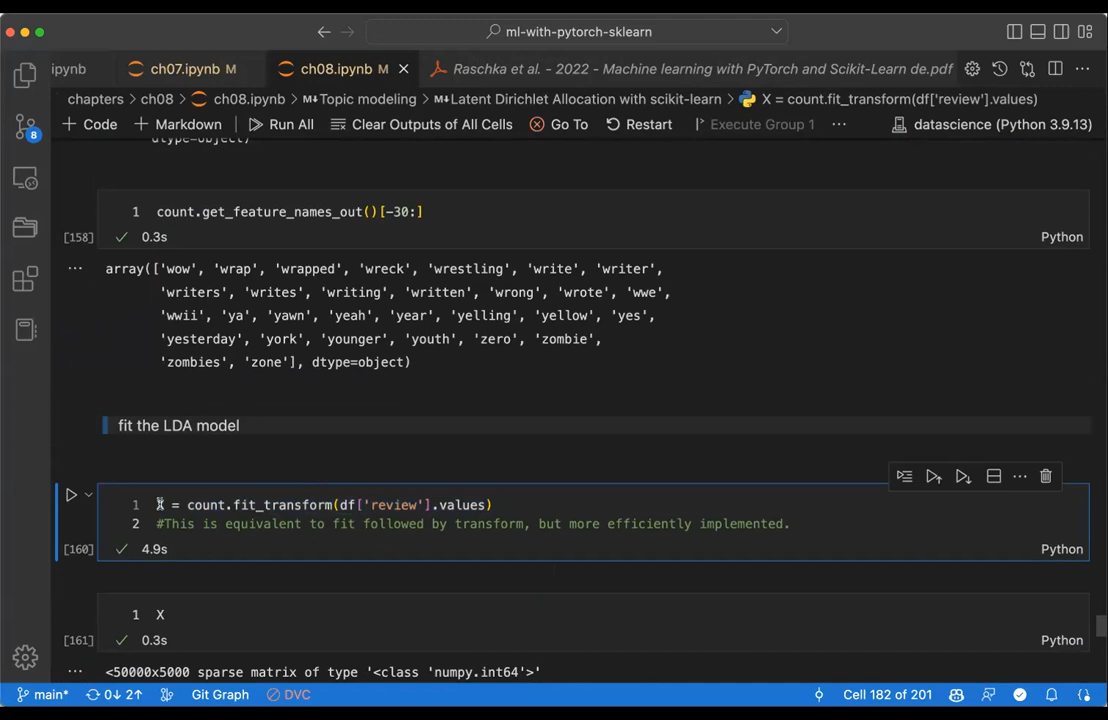 ml-with-pytorch-sklearn
ipynb ch07.ipynb M ch08.ipynb M Raschka et al. - 2022 - Machine learning with PyTorch and Scikit-Learn de.pdf
chapters > ch08 > ch08.ipynb > M↓Topic modeling > M↓Latent Dirichlet Allocation with scikit-learn > X = count.fit_transform(df['review'].values)
+ Code + Markdown Run All Clear Outputs of All Cells Go To Restart Execute Group 1 ... datascience (Python 3.9.13)
dtype=object)
1 count.get_feature_names_out()[-30:]
[158] ✓ 0.3s Python
... array(['wow', 'wrap', 'wrapped', 'wreck', 'wrestling', 'write', 'writer',
'writers', 'writes', 'writing', 'written', 'wrong', 'wrote', 'wwe',
'wwii', 'ya', 'yawn', 'yeah', 'year', 'yelling', 'yellow', 'yes',
'yesterday', 'york', 'younger', 'youth', 'zero', 'zombie',
'zombies', 'zone'], dtype=object)
fit the LDA model
1 X = count.fit_transform(df['review'].values)
2 #This is equivalent to fit followed by transform, but more efficiently implemented.
[160] ✓ 4.9s Python
1 X
[161] ✓ 0.3s Python
... <50000x5000 sparse matrix of type '<class 'numpy.int64'>'
8
main* 0↓ 2↑ Git Graph DVC Cell 182 of 201